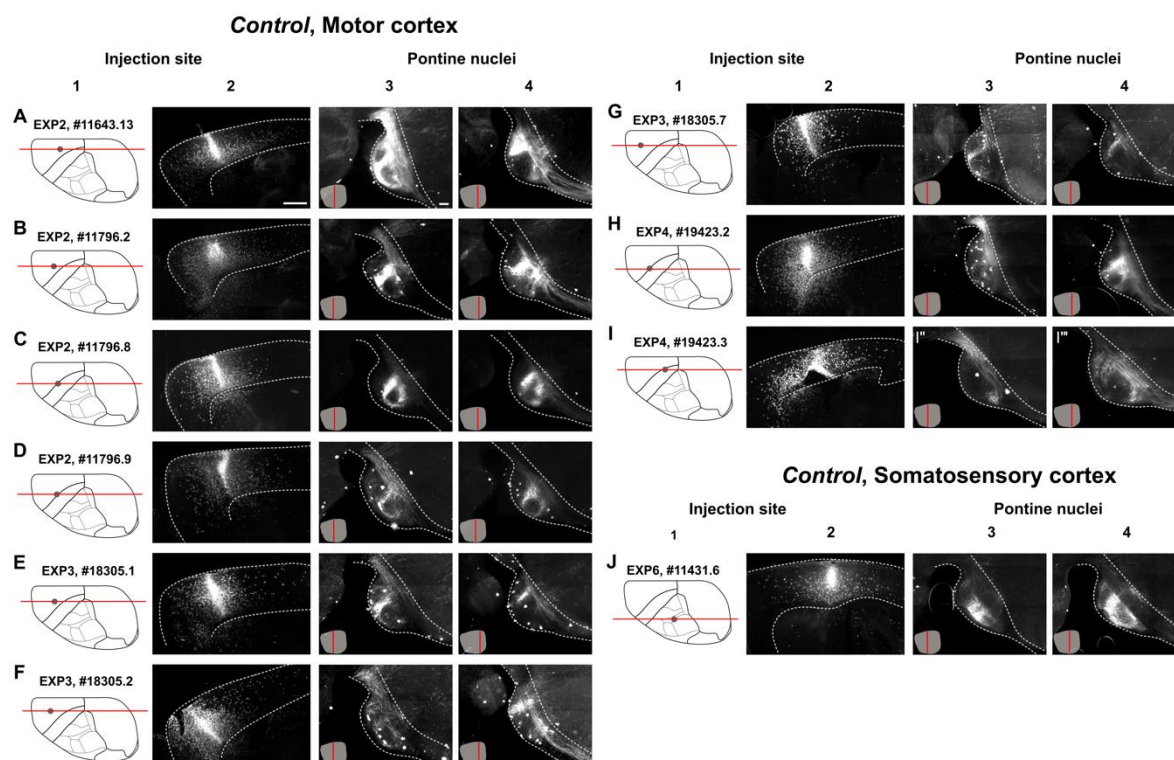 Control, Motor cortex
Injection site
Pontine nuclei
1 2 3 4
A
EXP2, #11643.13
B
EXP2, #11796.2
C
EXP2, #11796.8
D
EXP2, #11796.9
E
EXP3, #18305.1
F
EXP3, #18305.2
Injection site
Pontine nuclei
1 2 3 4
G
EXP3, #18305.7
H
EXP4, #19423.2
I
EXP4, #19423.3
I"
I'"
Control, Somatosensory cortex
Injection site
Pontine nuclei
1 2 3 4
J
EXP6, #11431.6